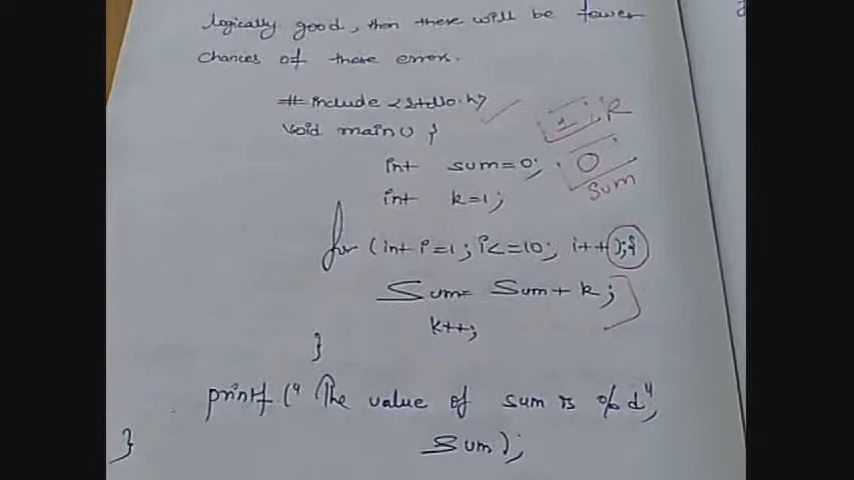 logically good, then there will be fewer
chances of these errors.
# include <stdio.h>
void main() {
int sum=0;
int k=1;
for (int i=1; i<=10; i++);{
Sum= Sum+k;
k++;
}
printf ("The value of sum is %d",
Sum);
}
1 ; k
0
Sum